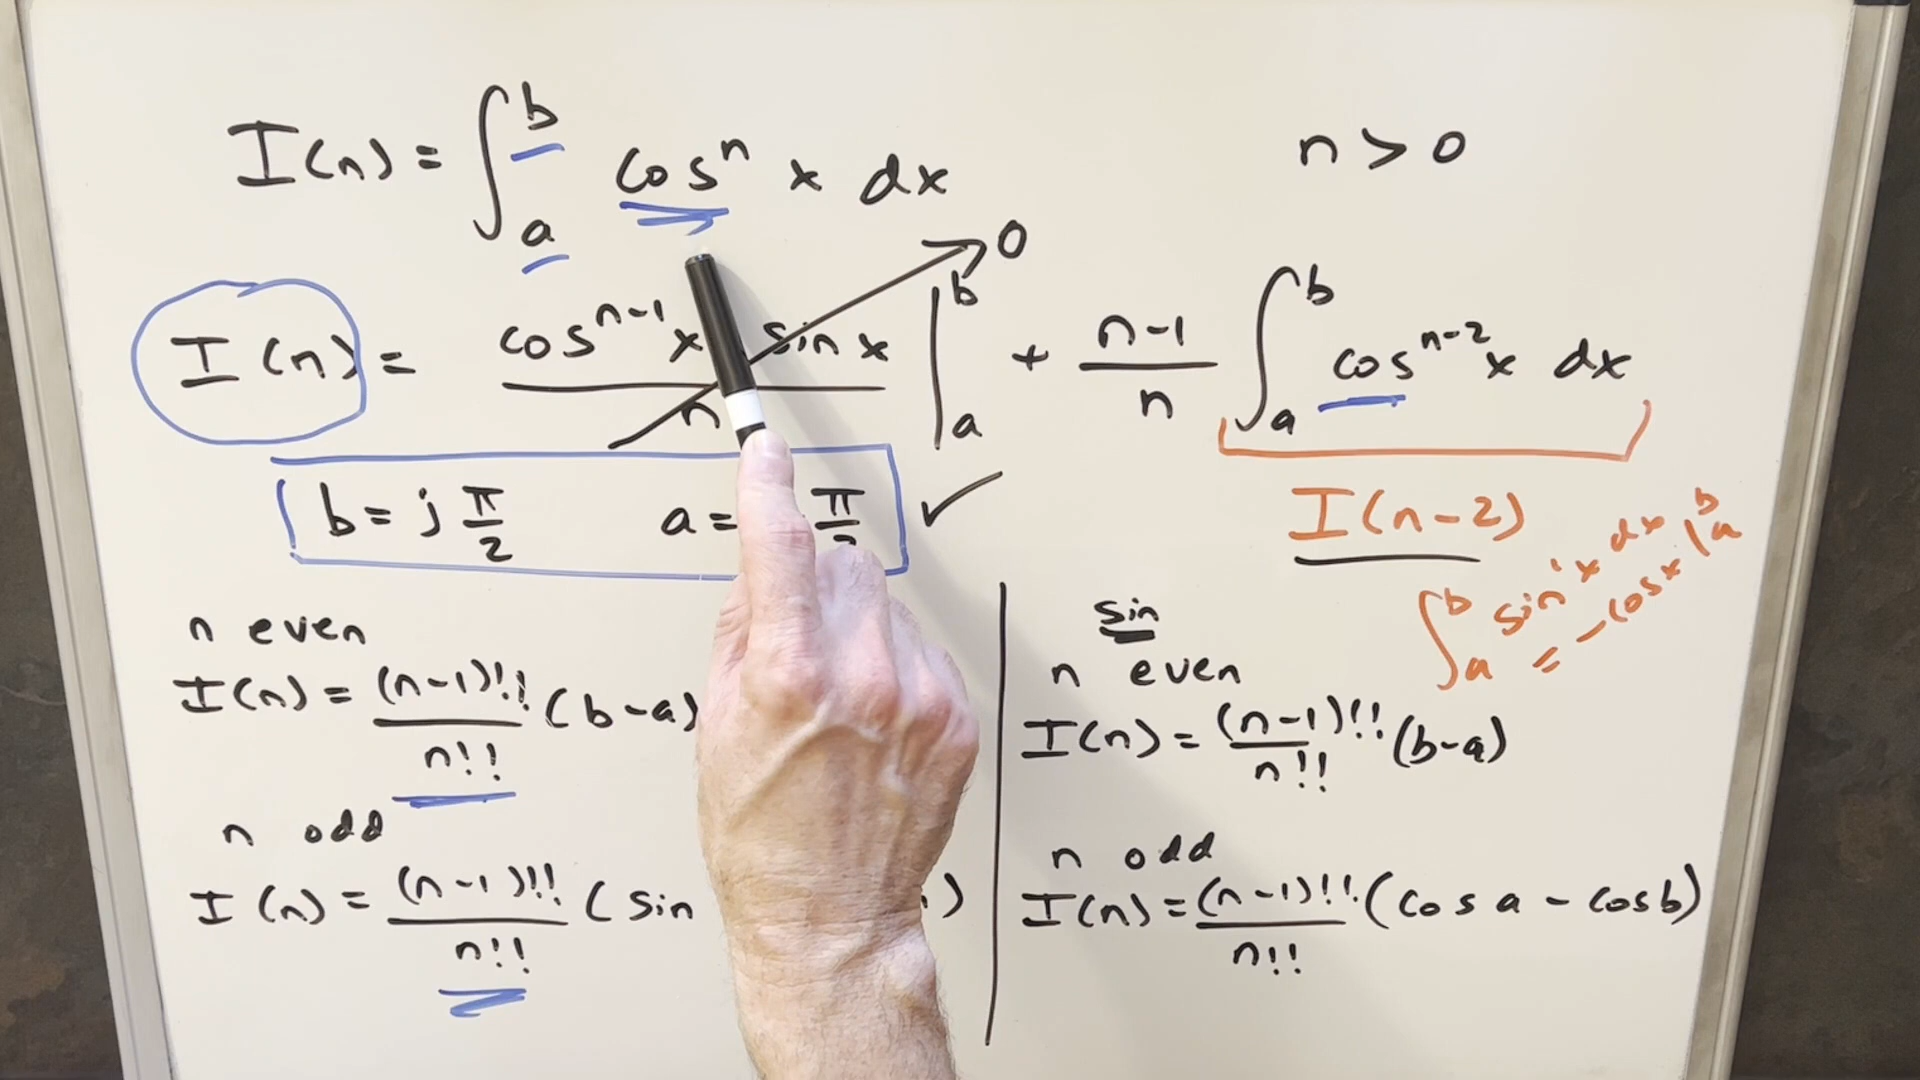 I(n) = ∫_a^b cos^n x dx
n > 0
I(n) = cos^{n-1} x sin x / n |_a^b → 0 + n-1/n ∫_a^b cos^{n-2} x dx
I(n-2)
b = j π/2 a = π/ ✓
∫_a^b sin^1 x dx
= -cos x |_a^b
n even
I(n) = (n-1)!!/n!! (b-a)
n odd
I(n) = (n-1)!!/n!! (sin )
sin
n even
I(n) = (n-1)!!/n!! (b-a)
n odd
I(n) = (n-1)!!/n!! (cos a - cos b)